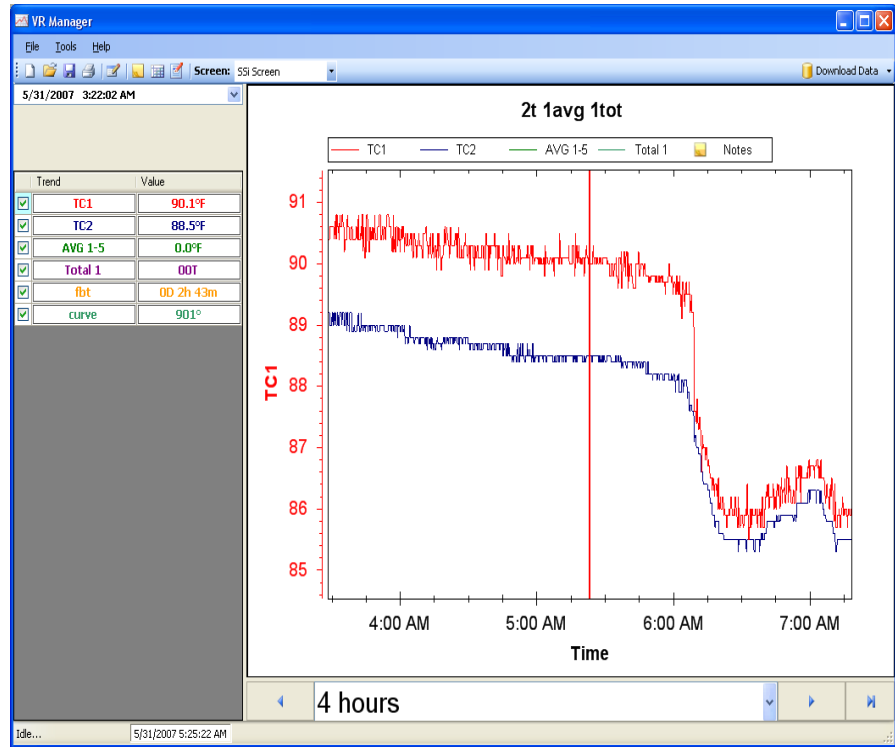 VR Manager
File Tools Help
Screen: SSi Screen Download Data
5/31/2007 3:22:02 AM
Trend Value
TC1 90.1°F
TC2 88.5°F
AVG 1-5 0.0°F
Total 1 00T
fbt 0D 2h 43m
curve 901°
2t 1avg 1tot
TC1 TC2 AVG 1-5 Total 1 Notes
91
90
89
88
87
86
85
TC1
4:00 AM 5:00 AM 6:00 AM 7:00 AM
Time
4 hours
Idle... 5/31/2007 5:25:22 AM